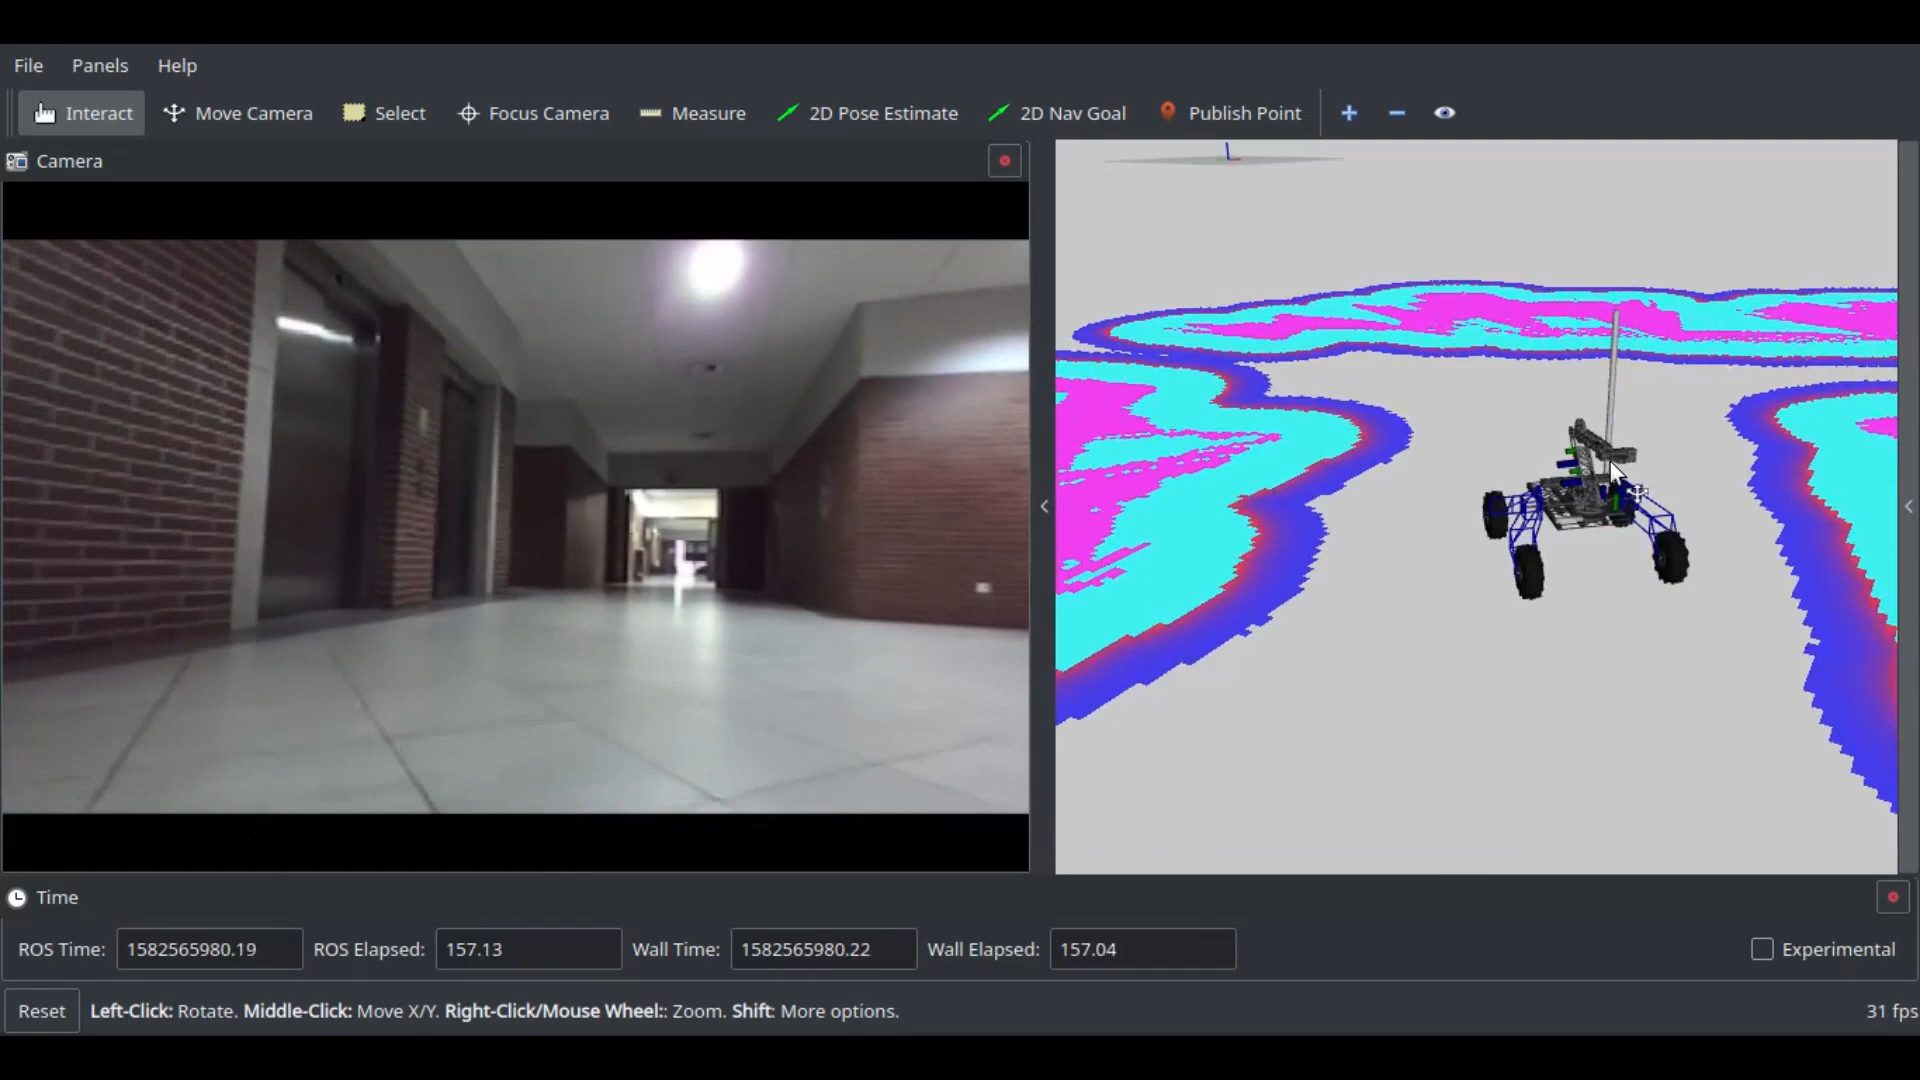 File Panels Help
Interact Move Camera Select Focus Camera Measure 2D Pose Estimate 2D Nav Goal Publish Point
Camera
Time
ROS Time: 1582565980.19 ROS Elapsed: 157.13 Wall Time: 1582565980.22 Wall Elapsed: 157.04 Experimental
Reset Left-Click: Rotate. Middle-Click: Move X/Y. Right-Click/Mouse Wheel:: Zoom. Shift: More options. 31 fps